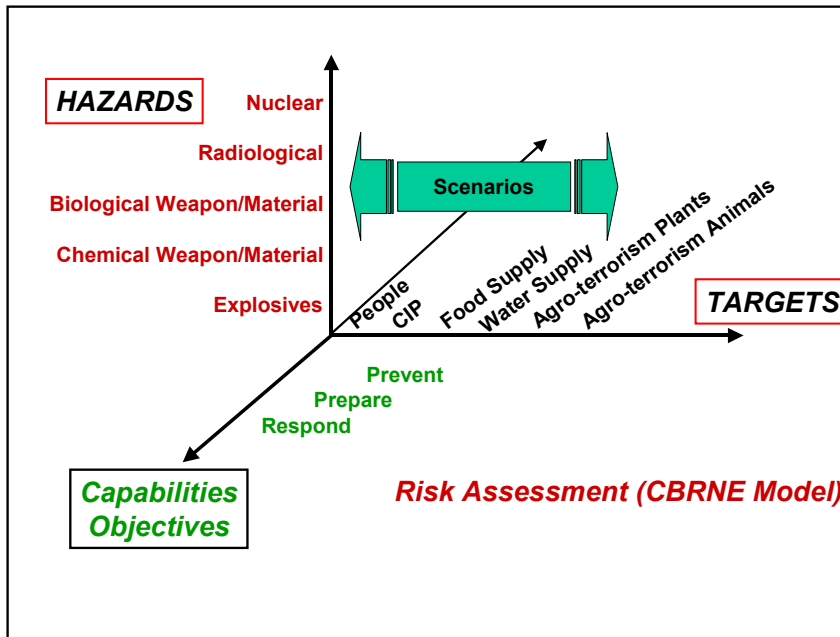 HAZARDS
Nuclear
Radiological
Biological Weapon/Material
Chemical Weapon/Material
Explosives
Scenarios
People
CIP
Food Supply
Water Supply
Agro-terrorism Plants
Agro-terrorism Animals
TARGETS
Prevent
Prepare
Respond
Capabilities
Objectives
Risk Assessment (CBRNE Model)